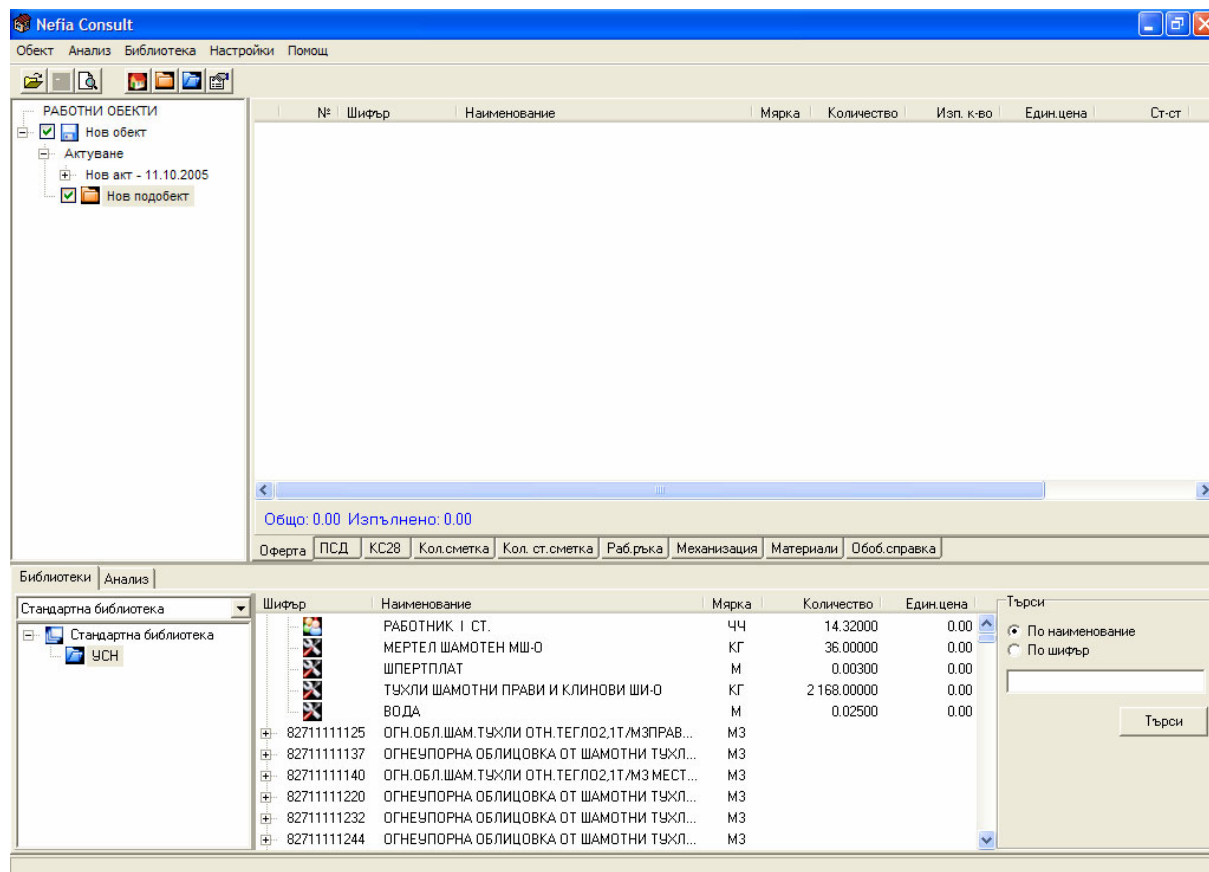 Nefia Consult
Обект Анализ Библиотека Настройки Помощ
РАБОТНИ ОБЕКТИ
Нов обект
Актуване
Нов акт - 11.10.2005
Нов подобект
№ Шифър Наименование Мярка Количество Изп. к-во Един.цена Ст-ст
Общо: 0.00 Изпълнено: 0.00
Оферта ПСД КС28 Кол.сметка Кол. ст.сметка Раб.ръка Механизация Материали Обоб.справка
Библиотеки Анализ
Стандартна библиотека
Стандартна библиотека
УСН
Шифър Наименование Мярка Количество Един.цена
РАБОТНИК I СТ. ЧЧ 14.32000 0.00
МЕРТЕЛ ШАМОТЕН МШ-0 КГ 36.00000 0.00
ШПЕРТПЛАТ М 0.00300 0.00
ТУХЛИ ШАМОТНИ ПРАВИ И КЛИНОВИ ШИ-0 КГ 2 168.00000 0.00
ВОДА М 0.02500 0.00
82711111125 ОГН.ОБЛ.ШАМ.ТУХЛИ ОТН.ТЕГЛО2,1Т/М3ПРАВ... М3
82711111137 ОГНЕУПОРНА ОБЛИЦОВКА ОТ ШАМОТНИ ТУХЛ... М3
82711111140 ОГН.ОБЛ.ШАМ.ТУХЛИ ОТН.ТЕГЛО2,1Т/М3 МЕСТ... М3
82711111220 ОГНЕУПОРНА ОБЛИЦОВКА ОТ ШАМОТНИ ТУХЛ... М3
82711111232 ОГНЕУПОРНА ОБЛИЦОВКА ОТ ШАМОТНИ ТУХЛ... М3
82711111244 ОГНЕУПОРНА ОБЛИЦОВКА ОТ ШАМОТНИ ТУХЛ... М3
Търси
По наименование
По шифър
Търси